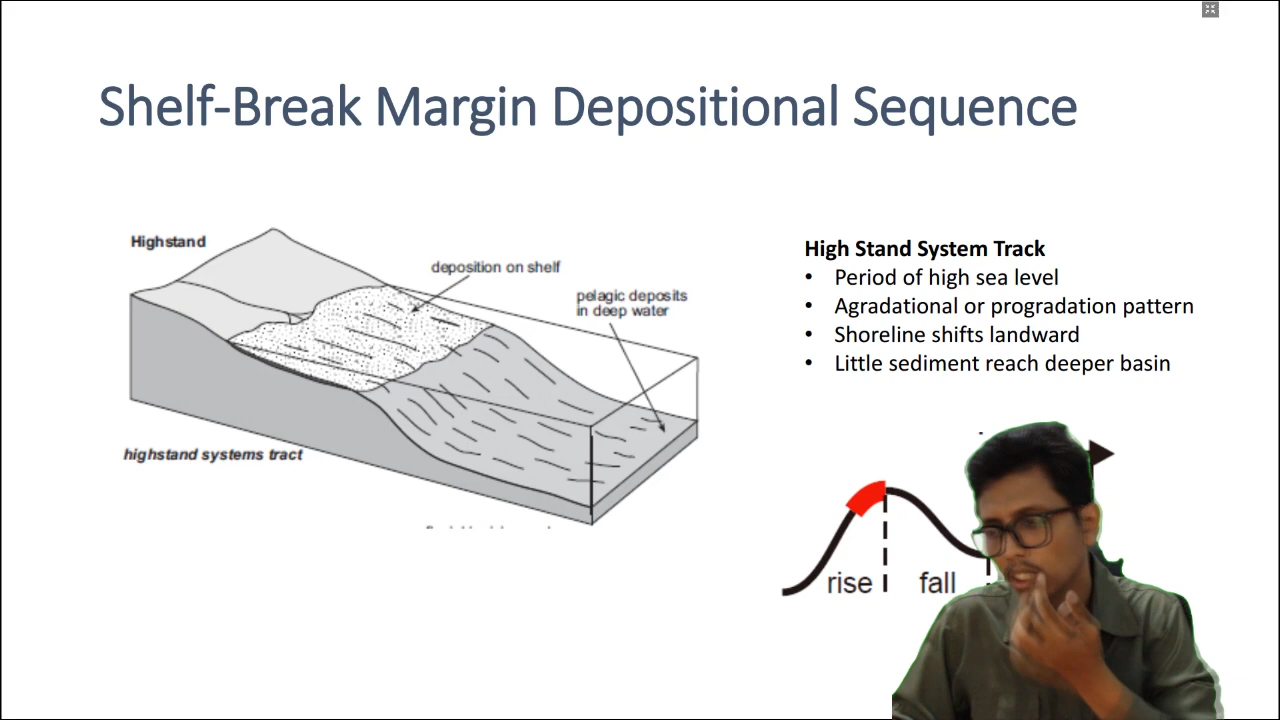 Shelf-Break Margin Depositional Sequence
Highstand
deposition on shelf
pelagic deposits
in deep water
highstand systems tract
High Stand System Track
• Period of high sea level
• Agradational or progradation pattern
• Shoreline shifts landward
• Little sediment reach deeper basin
rise
fall